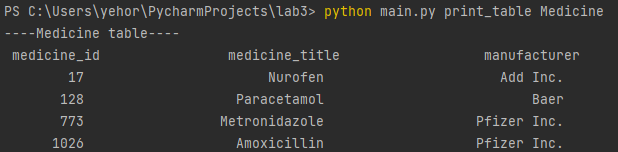 PS C:\Users\yehor\PycharmProjects\lab3> python main.py print_table Medicine
----Medicine table----
medicine_id medicine_title manufacturer
17 Nurofen Add Inc.
128 Paracetamol Baer
773 Metronidazole Pfizer Inc.
1026 Amoxicillin Pfizer Inc.